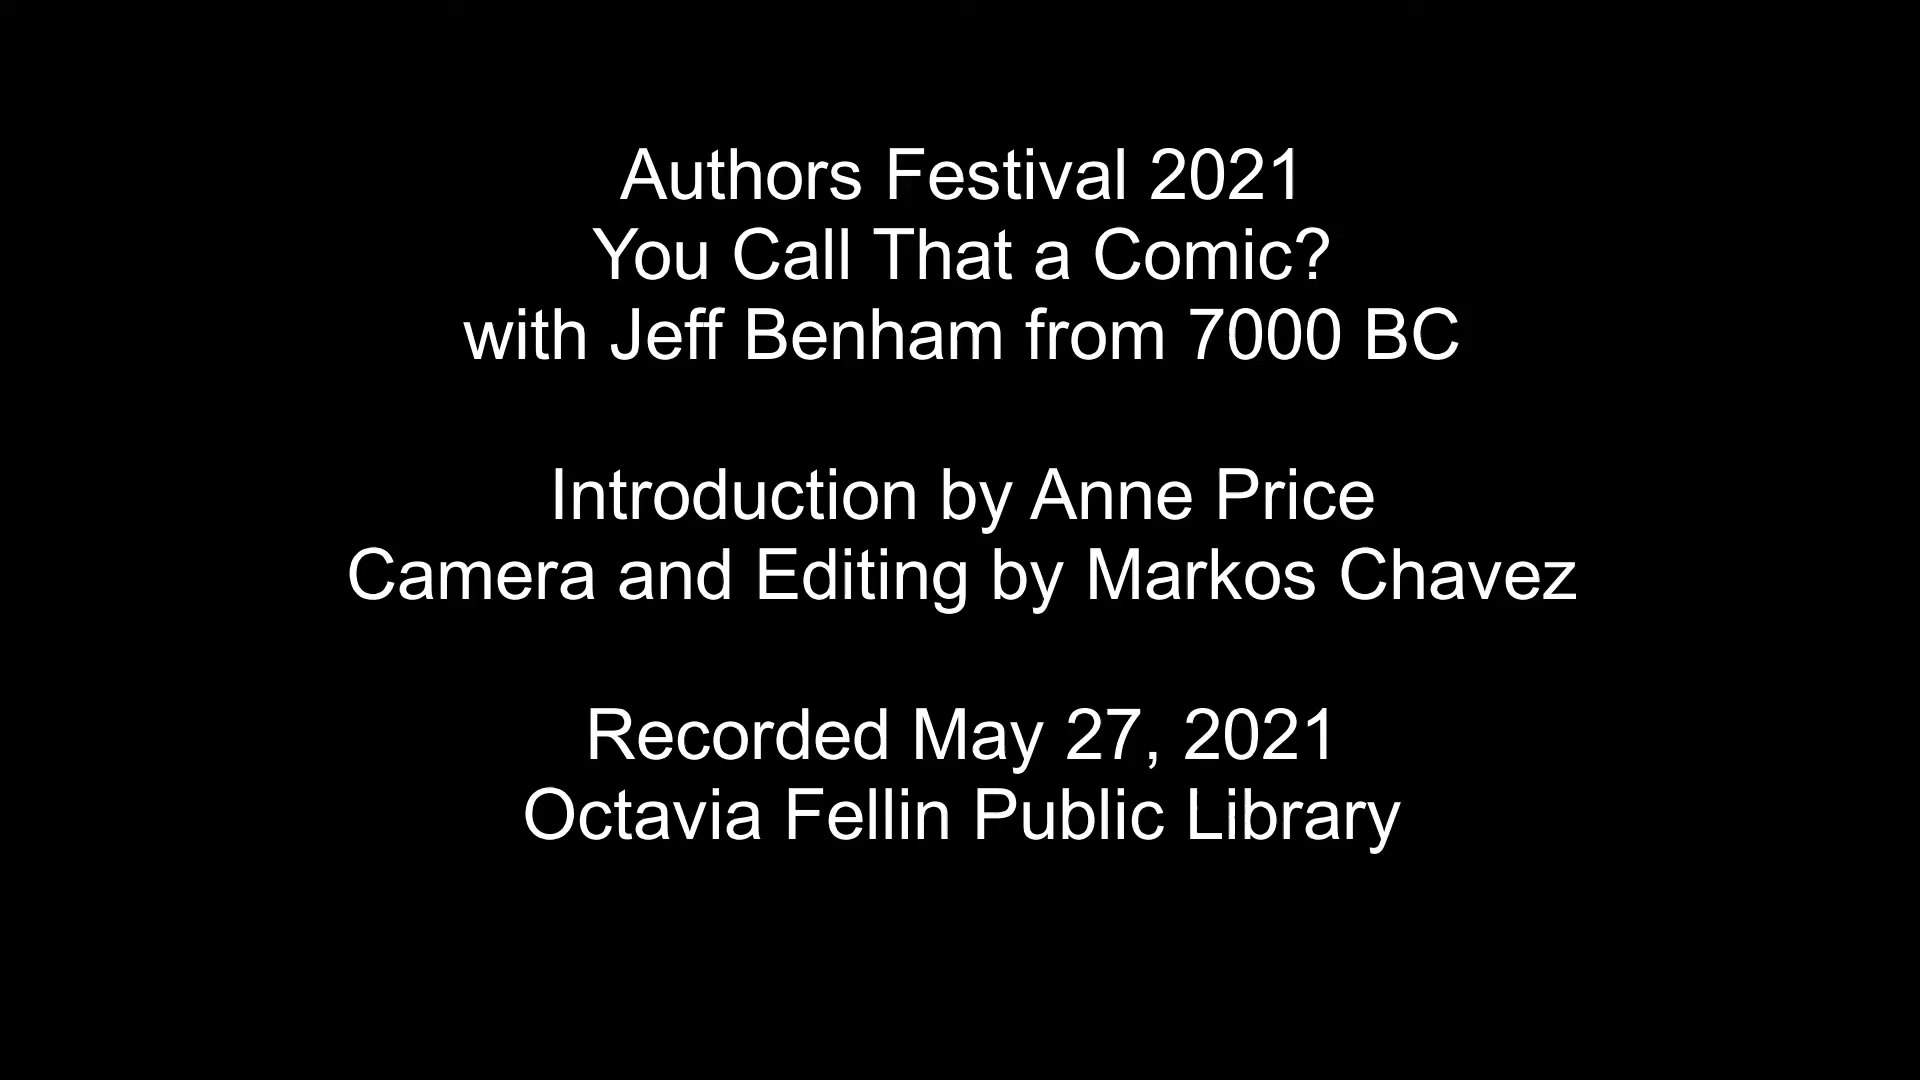 Authors Festival 2021
You Call That a Comic?
with Jeff Benham from 7000 BC
Introduction by Anne Price
Camera and Editing by Markos Chavez
Recorded May 27, 2021
Octavia Fellin Public Library